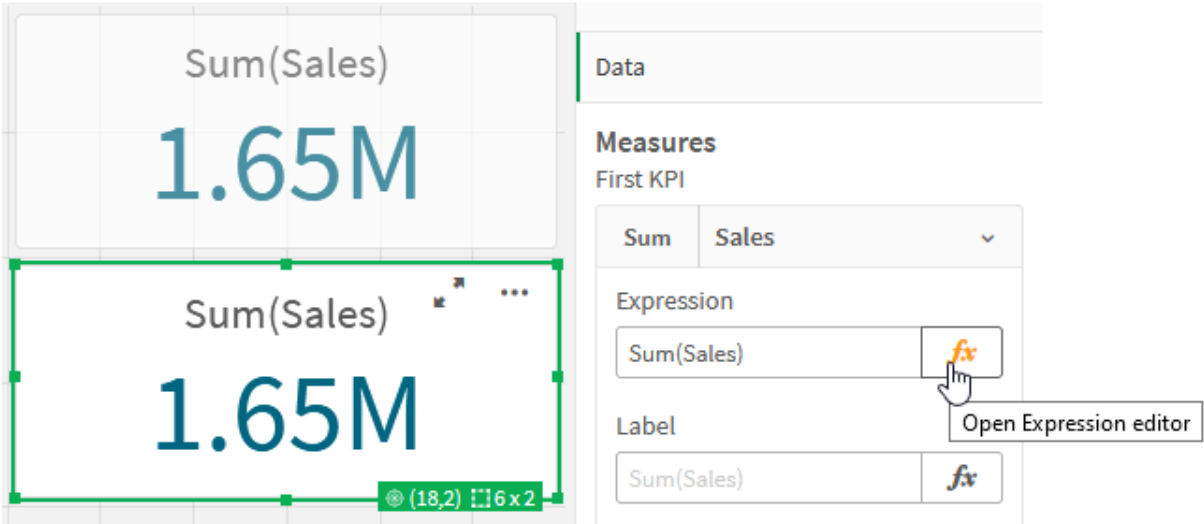 Sum(Sales)
1.65M
Sum(Sales)
1.65M
(18,2) 6 x 2
Data
Measures
First KPI
Sum Sales
Expression
Sum(Sales) fx
Open Expression editor
Label
Sum(Sales) fx